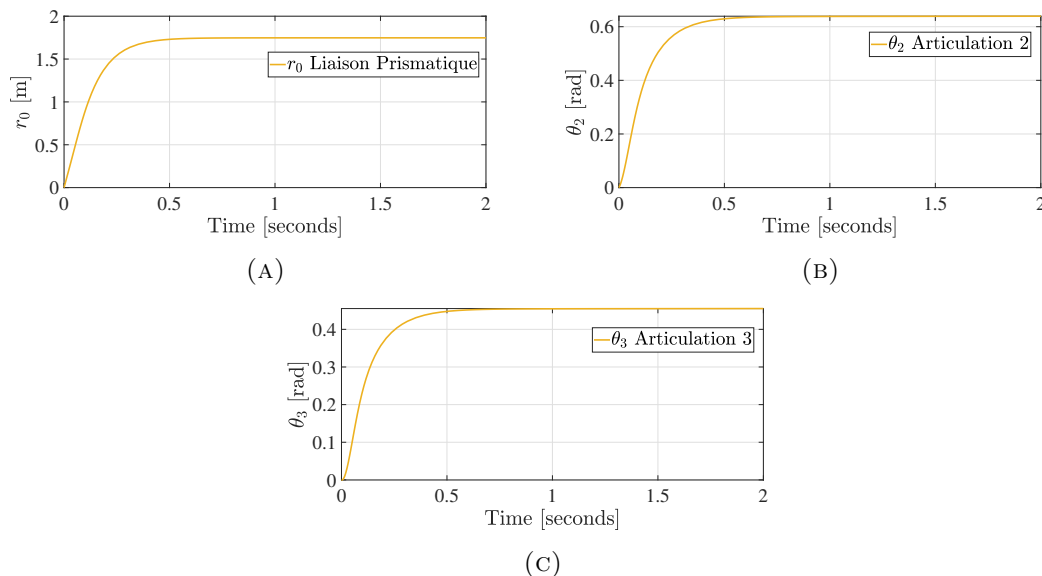 2
1.5
1
0.5
0
r₀ [m]
r₀ Liaison Prismatique
0 0.5 1 1.5 2
Time [seconds]
(A)
0.6
0.4
0.2
0
θ₂ [rad]
θ₂ Articulation 2
0 0.5 1 1.5 2
Time [seconds]
(B)
0.4
0.3
0.2
0.1
0
θ₃ [rad]
θ₃ Articulation 3
0 0.5 1 1.5 2
Time [seconds]
(C)